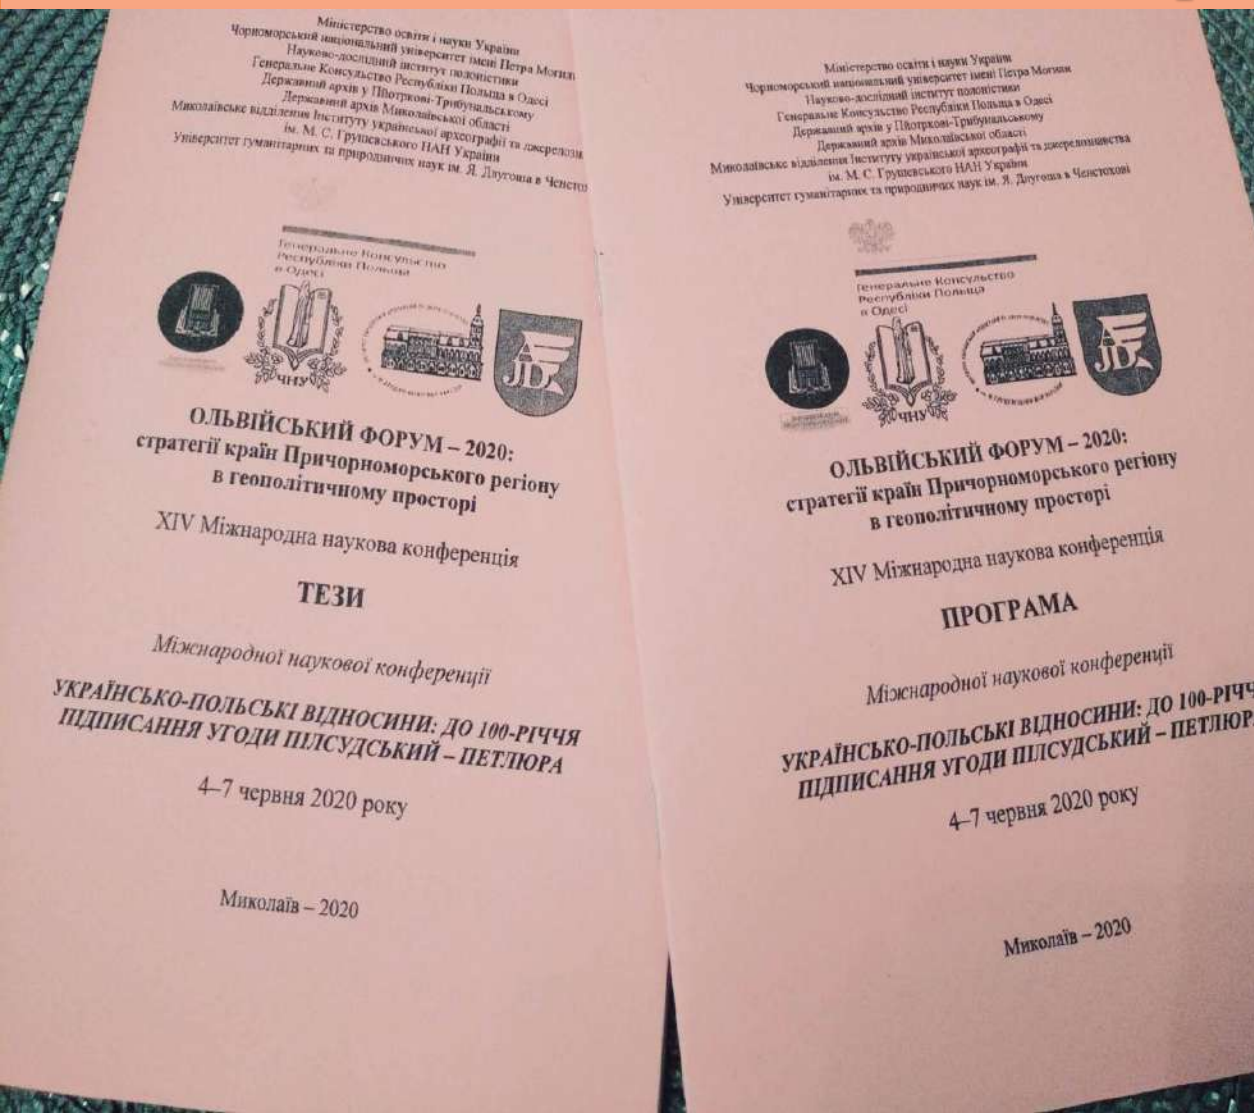 Міністерство освіти і науки України
Чорноморський національний університет імені Петра Могили
Науково-дослідний інститут полоністики
Генеральне Консульство Республіки Польща в Одесі
Державний архів у Пйотркові-Трибунальському
Державний архів Миколаївської області
Миколаївське відділення Інституту української археографії та джерелозн
ім. М. С. Грушевського НАН України
Університет гуманітарних та природничих наук ім. Я. Длугоша в Ченстох
Генеральне Консульство
Республіки Польща
в Одесі
ЧНУ
JD
ОЛЬВІЙСЬКИЙ ФОРУМ – 2020:
стратегії країн Причорноморського регіону
в геополітичному просторі
XIV Міжнародна наукова конференція
ТЕЗИ
Міжнародної наукової конференції
УКРАЇНСЬКО-ПОЛЬСЬКІ ВІДНОСИНИ: ДО 100-РІЧЧЯ
ПІДПИСАННЯ УГОДИ ПІЛСУДСЬКИЙ – ПЕТЛЮРА
4–7 червня 2020 року
Миколаїв – 2020
Міністерство освіти і науки України
Чорноморський національний університет імені Петра Могили
Науково-дослідний інститут полоністики
Генеральне Консульство Республіки Польща в Одесі
Державний архів у Пйотркові-Трибунальському
Державний архів Миколаївської області
Миколаївське відділення Інституту української археографії та джерелознавства
ім. М. С. Грушевського НАН України
Університет гуманітарних та природничих наук ім. Я. Длугоша в Ченстохові
Генеральне Консульство
Республіки Польща
в Одесі
ЧНУ
JD
ОЛЬВІЙСЬКИЙ ФОРУМ – 2020:
стратегії країн Причорноморського регіону
в геополітичному просторі
XIV Міжнародна наукова конференція
ПРОГРАМА
Міжнародної наукової конференції
УКРАЇНСЬКО-ПОЛЬСЬКІ ВІДНОСИНИ: ДО 100-РІЧЧ
ПІДПИСАННЯ УГОДИ ПІЛСУДСЬКИЙ – ПЕТЛЮР
4–7 червня 2020 року
Миколаїв – 2020